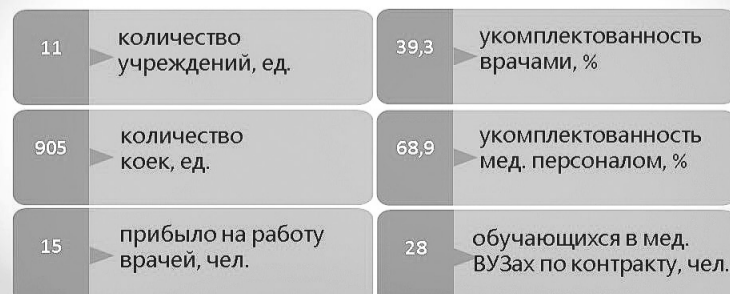 11
количество
учреждений, ед.
39,3
укомплектованность
врачами, %
905
количество
коек, ед.
68,9
укомплектованность
мед. персоналом, %
15
прибыло на работу
врачей, чел.
28
обучающихся в мед.
ВУЗах по контракту, чел.